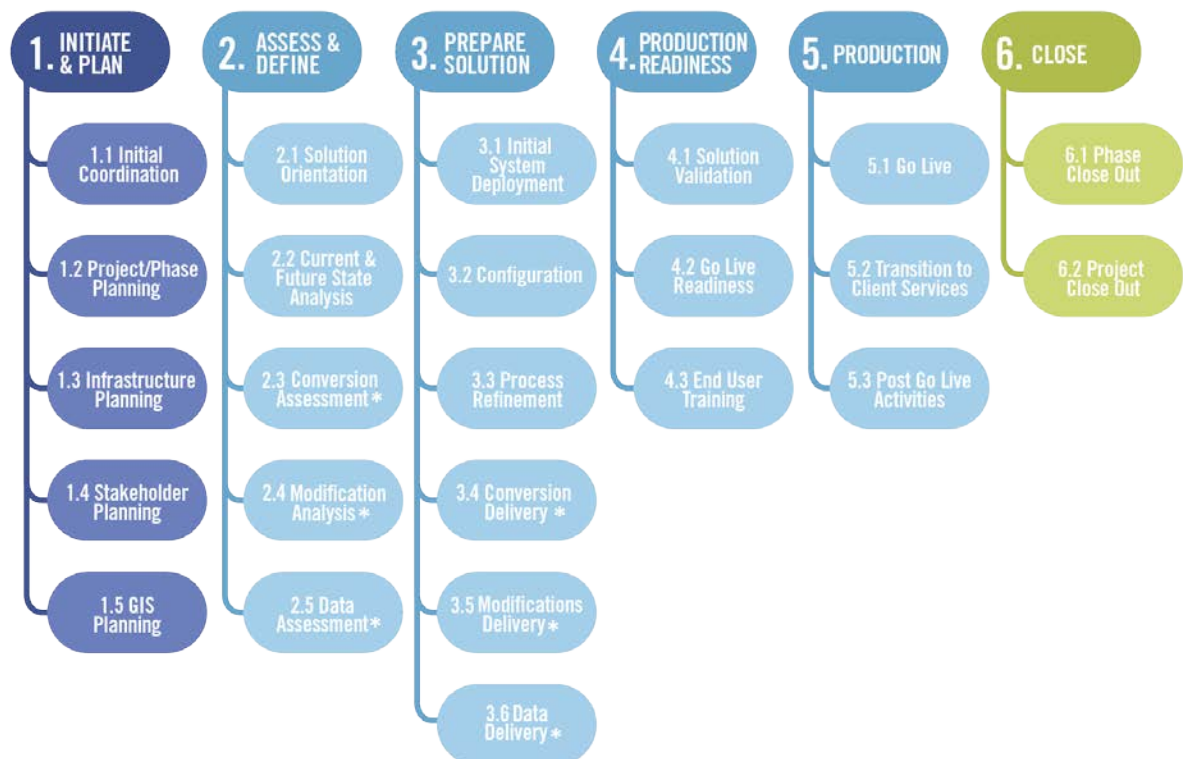 1. INITIATE
& PLAN
1.1 Initial
Coordination
1.2 Project/Phase
Planning
1.3 Infrastructure
Planning
1.4 Stakeholder
Planning
1.5 GIS
Planning
2. ASSESS &
DEFINE
2.1 Solution
Orientation
2.2 Current &
Future State
Analysis
2.3 Conversion
Assessment*
2.4 Modification
Analysis*
2.5 Data
Assessment*
3. PREPARE
SOLUTION
3.1 Initial
System
Deployment
3.2 Configuration
3.3 Process
Refinement
3.4 Conversion
Delivery *
3.5 Modifications
Delivery*
3.6 Data
Delivery*
4. PRODUCTION
READINESS
4.1 Solution
Validation
4.2 Go Live
Readiness
4.3 End User
Training
5. PRODUCTION
5.1 Go Live
5.2 Transition to
Client Services
5.3 Post Go Live
Activities
6. CLOSE
6.1 Phase
Close Out
6.2 Project
Close Out